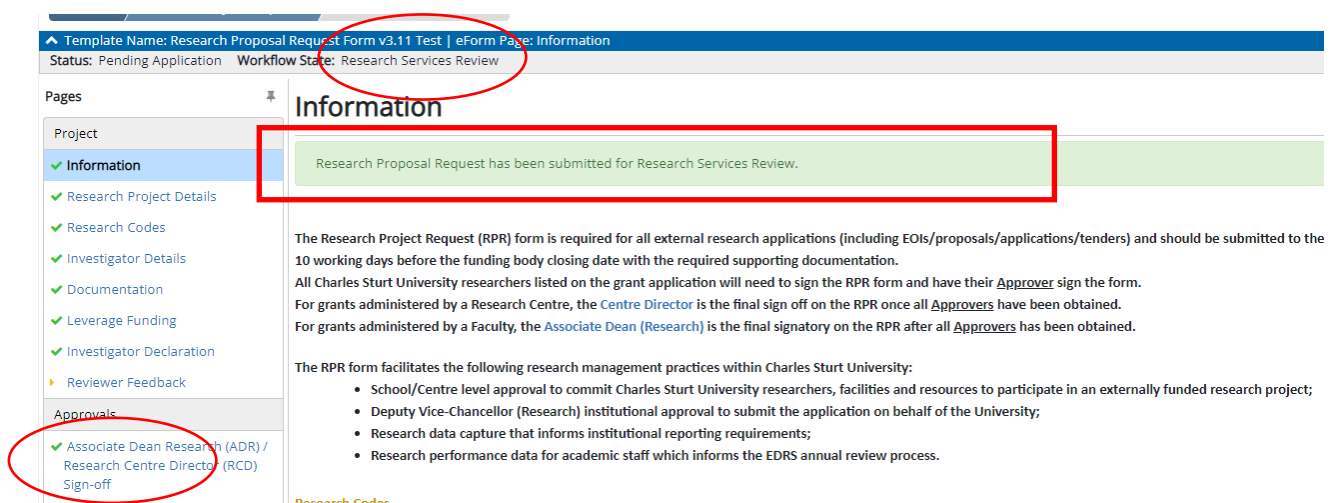 Template Name: Research Proposal Request Form v3.11 Test | eForm Page: Information
Status: Pending Application Workflow State: Research Services Review
Pages
Project
Information
Research Project Details
Research Codes
Investigator Details
Documentation
Leverage Funding
Investigator Declaration
Reviewer Feedback
Approvals
Associate Dean Research (ADR) /
Research Centre Director (RCD)
Sign-off
Information
Research Proposal Request has been submitted for Research Services Review.
The Research Project Request (RPR) form is required for all external research applications (including EOIs/proposals/applications/tenders) and should be submitted to the
10 working days before the funding body closing date with the required supporting documentation.
All Charles Sturt University researchers listed on the grant application will need to sign the RPR form and have their Approver sign the form.
For grants administered by a Research Centre, the Centre Director is the final sign off on the RPR once all Approvers have been obtained.
For grants administered by a Faculty, the Associate Dean (Research) is the final signatory on the RPR after all Approvers has been obtained.
The RPR form facilitates the following research management practices within Charles Sturt University:
• School/Centre level approval to commit Charles Sturt University researchers, facilities and resources to participate in an externally funded research project;
• Deputy Vice-Chancellor (Research) institutional approval to submit the application on behalf of the University;
• Research data capture that informs institutional reporting requirements;
• Research performance data for academic staff which informs the EDRS annual review process.
Research Codes